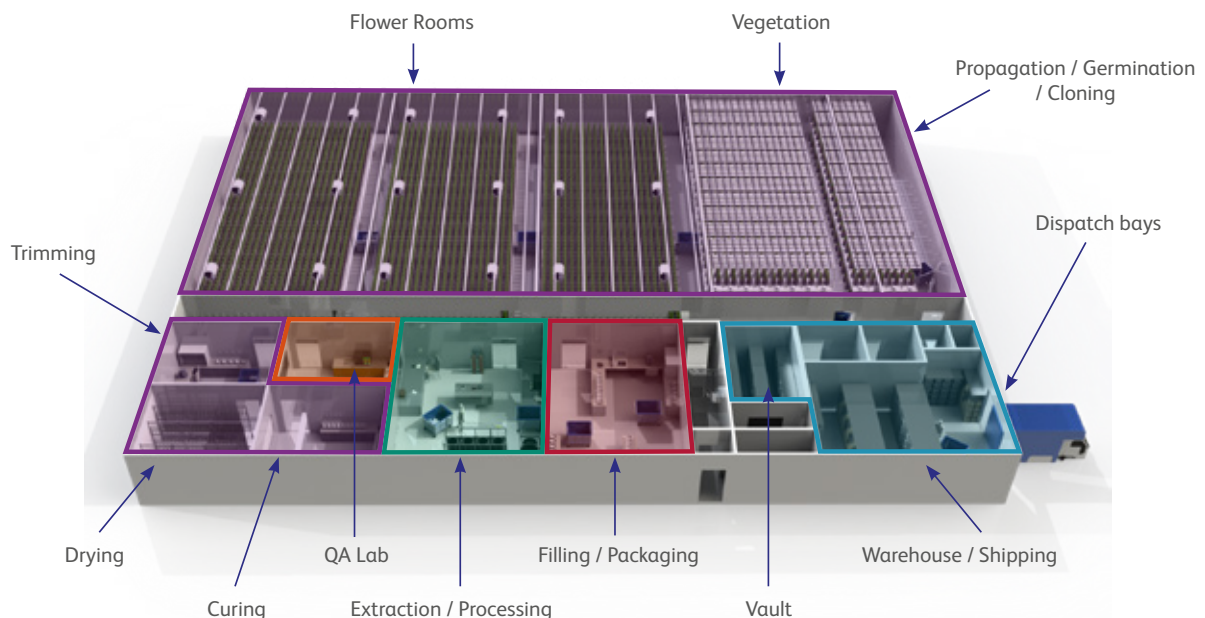 Flower Rooms
Vegetation
Propagation / Germination
/ Cloning
Trimming
Dispatch bays
Drying
QA Lab
Filling / Packaging
Warehouse / Shipping
Curing
Extraction / Processing
Vault